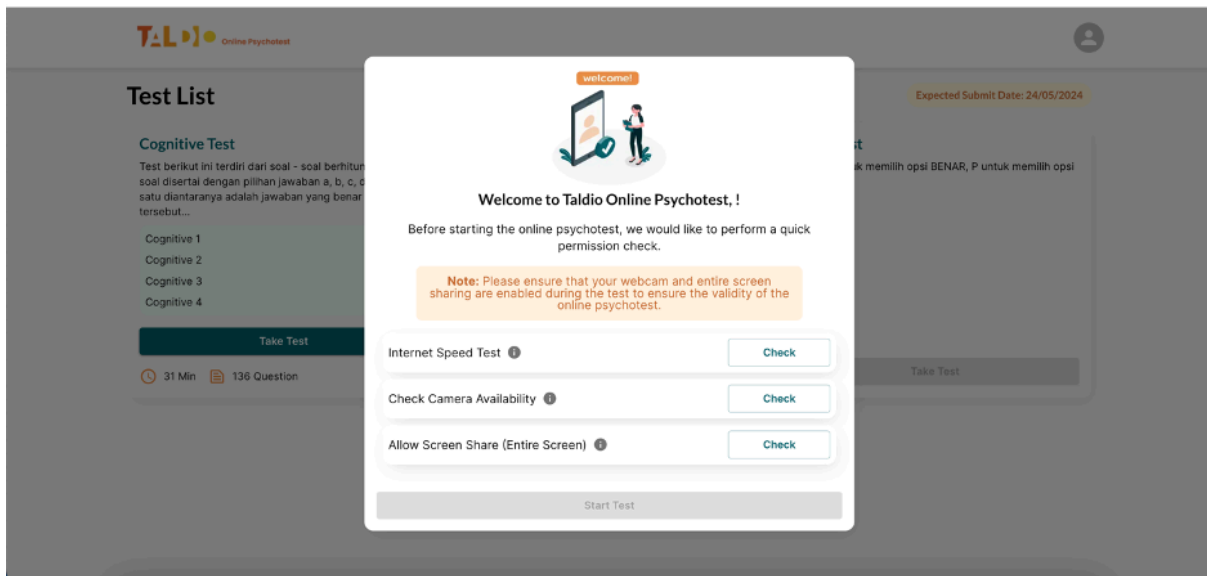 TALDIO Online Psychotest
Test List
Expected Submit Date: 24/05/2024
Cognitive Test
Test berikut ini terdiri dari soal - soal berhitun
soal disertai dengan pilihan jawaban a, b, c, d
satu diantaranya adalah jawaban yang benar
tersebut...
Cognitive 1
Cognitive 2
Cognitive 3
Cognitive 4
Take Test
31 Min 136 Question
welcome!
Welcome to Taldio Online Psychotest, !
Before starting the online psychotest, we would like to perform a quick
permission check.
Note: Please ensure that your webcam and entire screen
sharing are enabled during the test to ensure the validity of the
online psychotest.
Internet Speed Test Check
Check Camera Availability Check
Allow Screen Share (Entire Screen) Check
Start Test
st
k memilih opsi BENAR, P untuk memilih opsi
Take Test